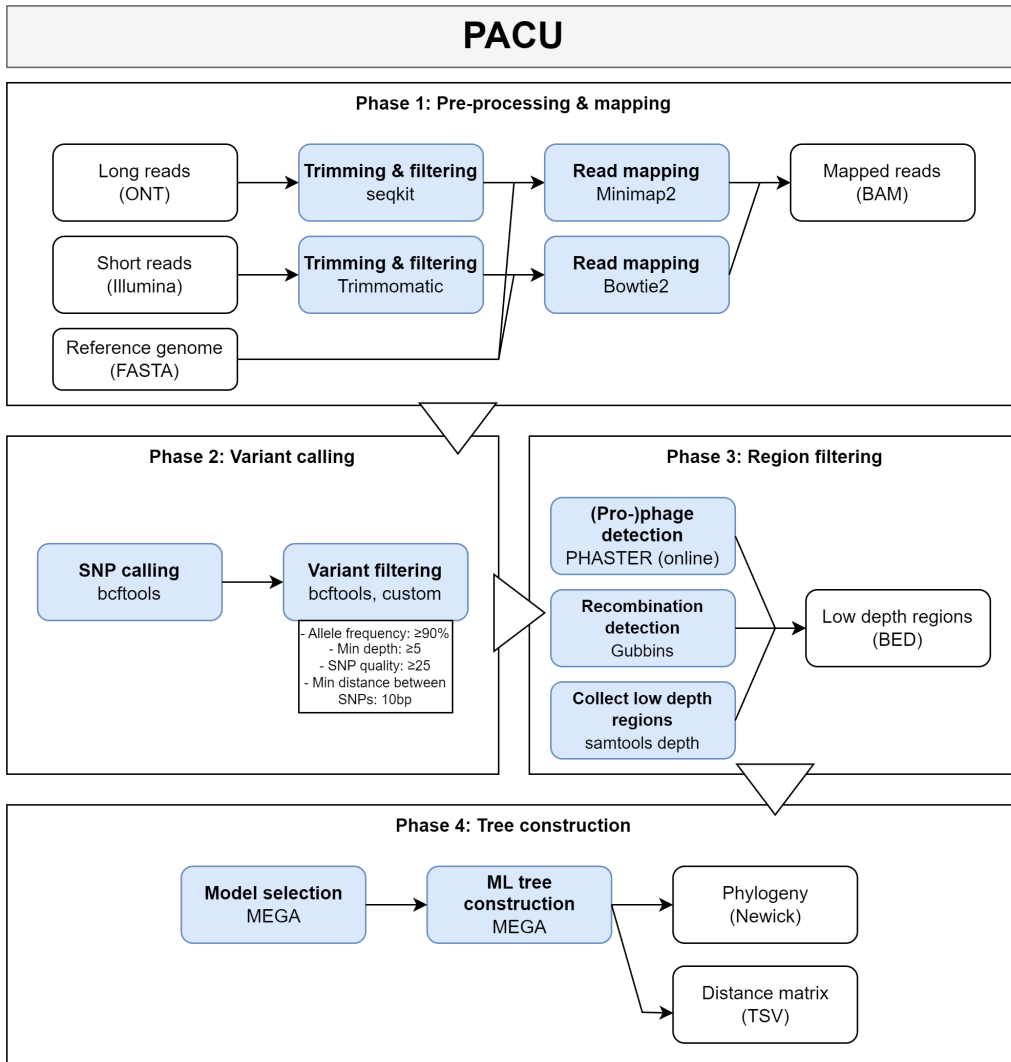 PACU
Phase 1: Pre-processing & mapping
Long reads
(ONT)
Trimming & filtering
seqkit
Read mapping
Minimap2
Mapped reads
(BAM)
Short reads
(Illumina)
Trimming & filtering
Trimmomatic
Read mapping
Bowtie2
Reference genome
(FASTA)
Phase 2: Variant calling
SNP calling
bcftools
Variant filtering
bcftools, custom
- Allele frequency: ≥90%
- Min depth: ≥5
- SNP quality: ≥25
- Min distance between
SNPs: 10bp
Phase 3: Region filtering
(Pro-)phage
detection
PHASTER (online)
Recombination
detection
Gubbins
Collect low depth
regions
samtools depth
Low depth regions
(BED)
Phase 4: Tree construction
Model selection
MEGA
ML tree
construction
MEGA
Phylogeny
(Newick)
Distance matrix
(TSV)